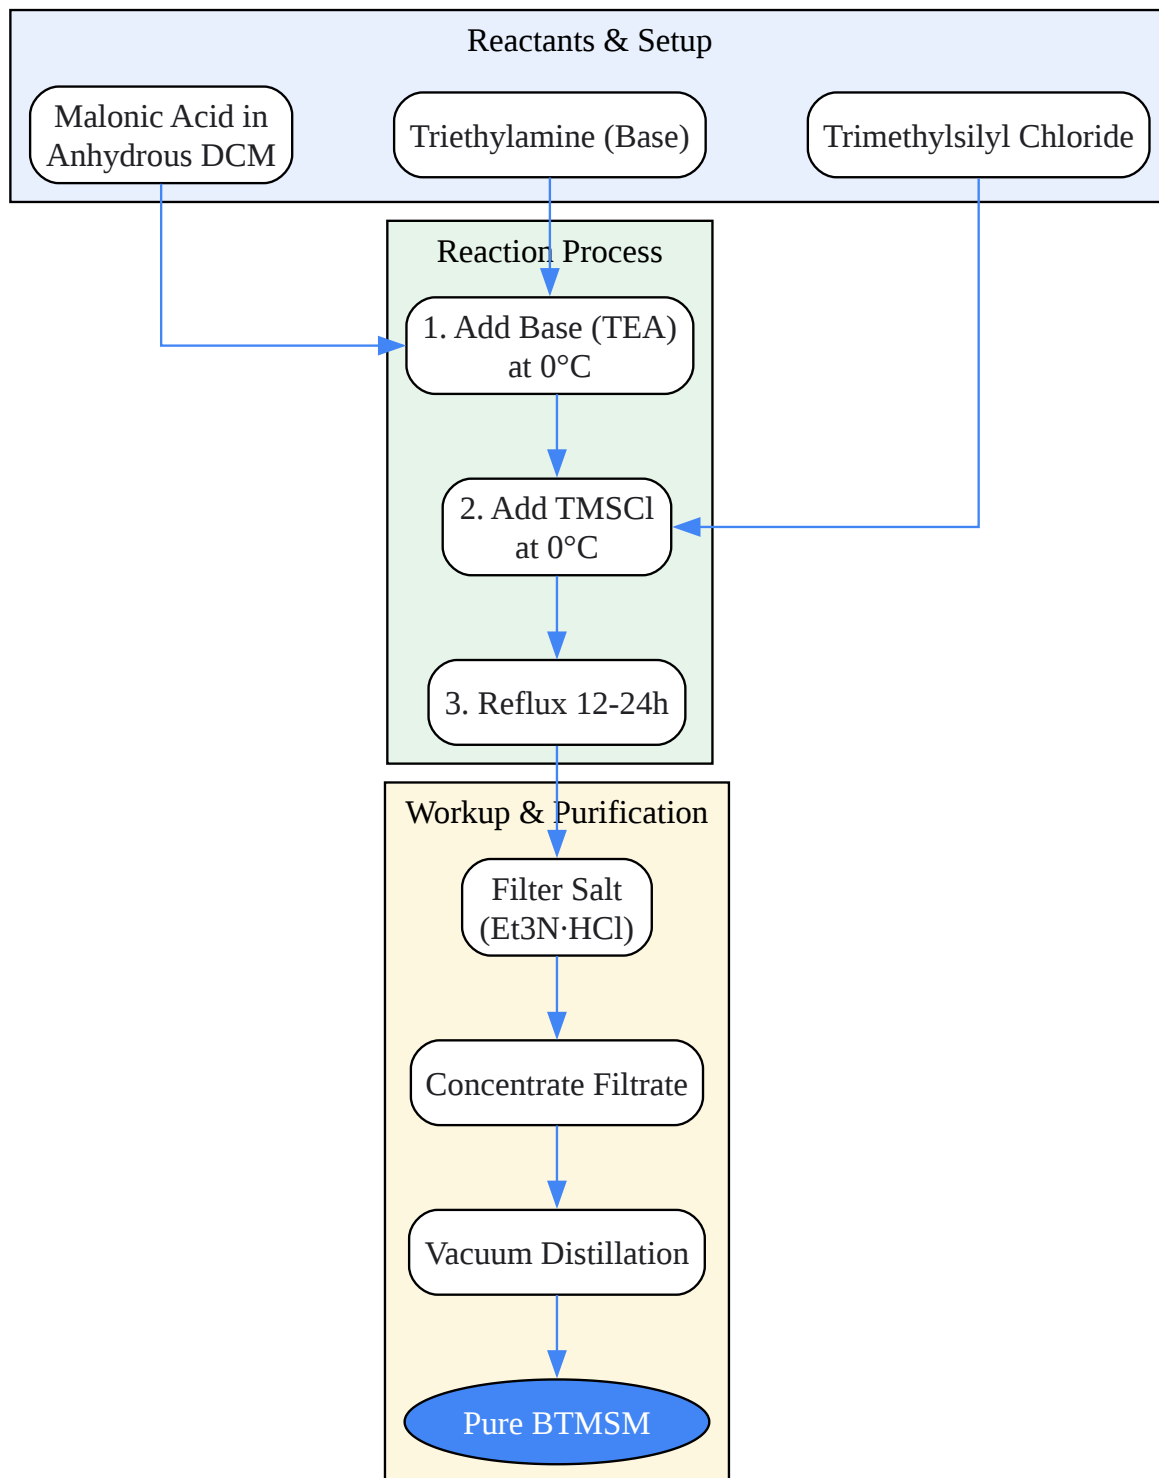 Reactants & Setup
Malonic Acid in
Anhydrous DCM
Triethylamine (Base)
Trimethylsilyl Chloride
Reaction Process
1. Add Base (TEA)
at 0°C
2. Add TMSCl
at 0°C
3. Reflux 12-24h
Workup & Purification
Filter Salt
(Et3N·HCl)
Concentrate Filtrate
Vacuum Distillation
Pure BTMSM